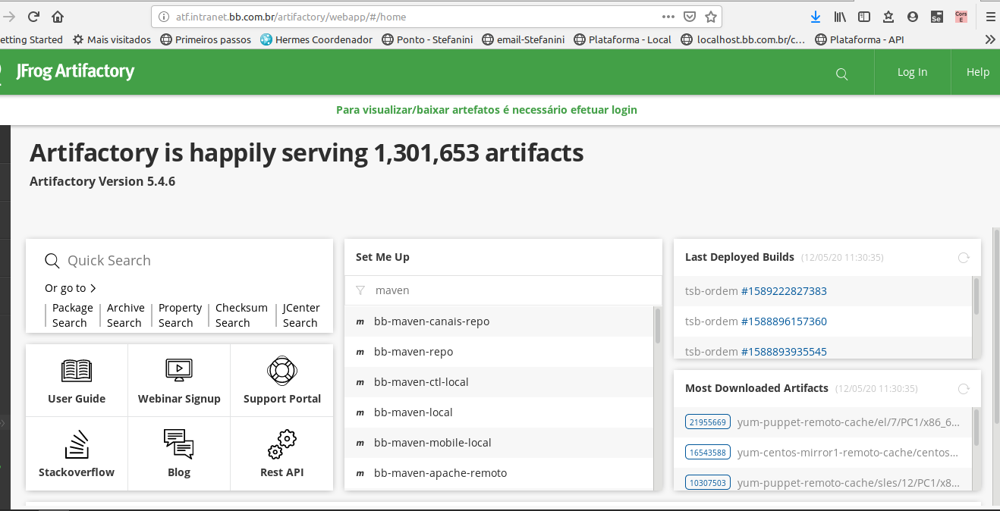 atf.intranet.bb.com.br/artifactory/webapp/#/home
Se
Cors
E
etting Started Mais visitados Primeiros passos Hermes Coordenador Ponto - Stefanini email-Stefanini Plataforma - Local localhost.bb.com.br/c... Plataforma - API
JFrog Artifactory
Log In
Help
Para visualizar/baixar artefatos é necessário efetuar login
Artifactory is happily serving 1,301,653 artifacts
Artifactory Version 5.4.6
Quick Search
Or go to
Package Search
Archive Search
Property Search
Checksum Search
JCenter Search
User Guide
Webinar Signup
Support Portal
Stackoverflow
Blog
Rest API
Set Me Up
maven
m bb-maven-canais-repo
m bb-maven-repo
m bb-maven-ctl-local
m bb-maven-local
m bb-maven-mobile-local
m bb-maven-apache-remoto
Last Deployed Builds (12/05/20 11:30:35)
tsb-ordem #1589222827383
tsb-ordem #1588896157360
tsb-ordem #1588893935545
Most Downloaded Artifacts (12/05/20 11:30:35)
21955669 yum-puppet-remoto-cache/el/7/PC1/x86_6...
16543588 yum-centos-mirror1-remoto-cache/centos...
10307503 yum-puppet-remoto-cache/sles/12/PC1/x8...